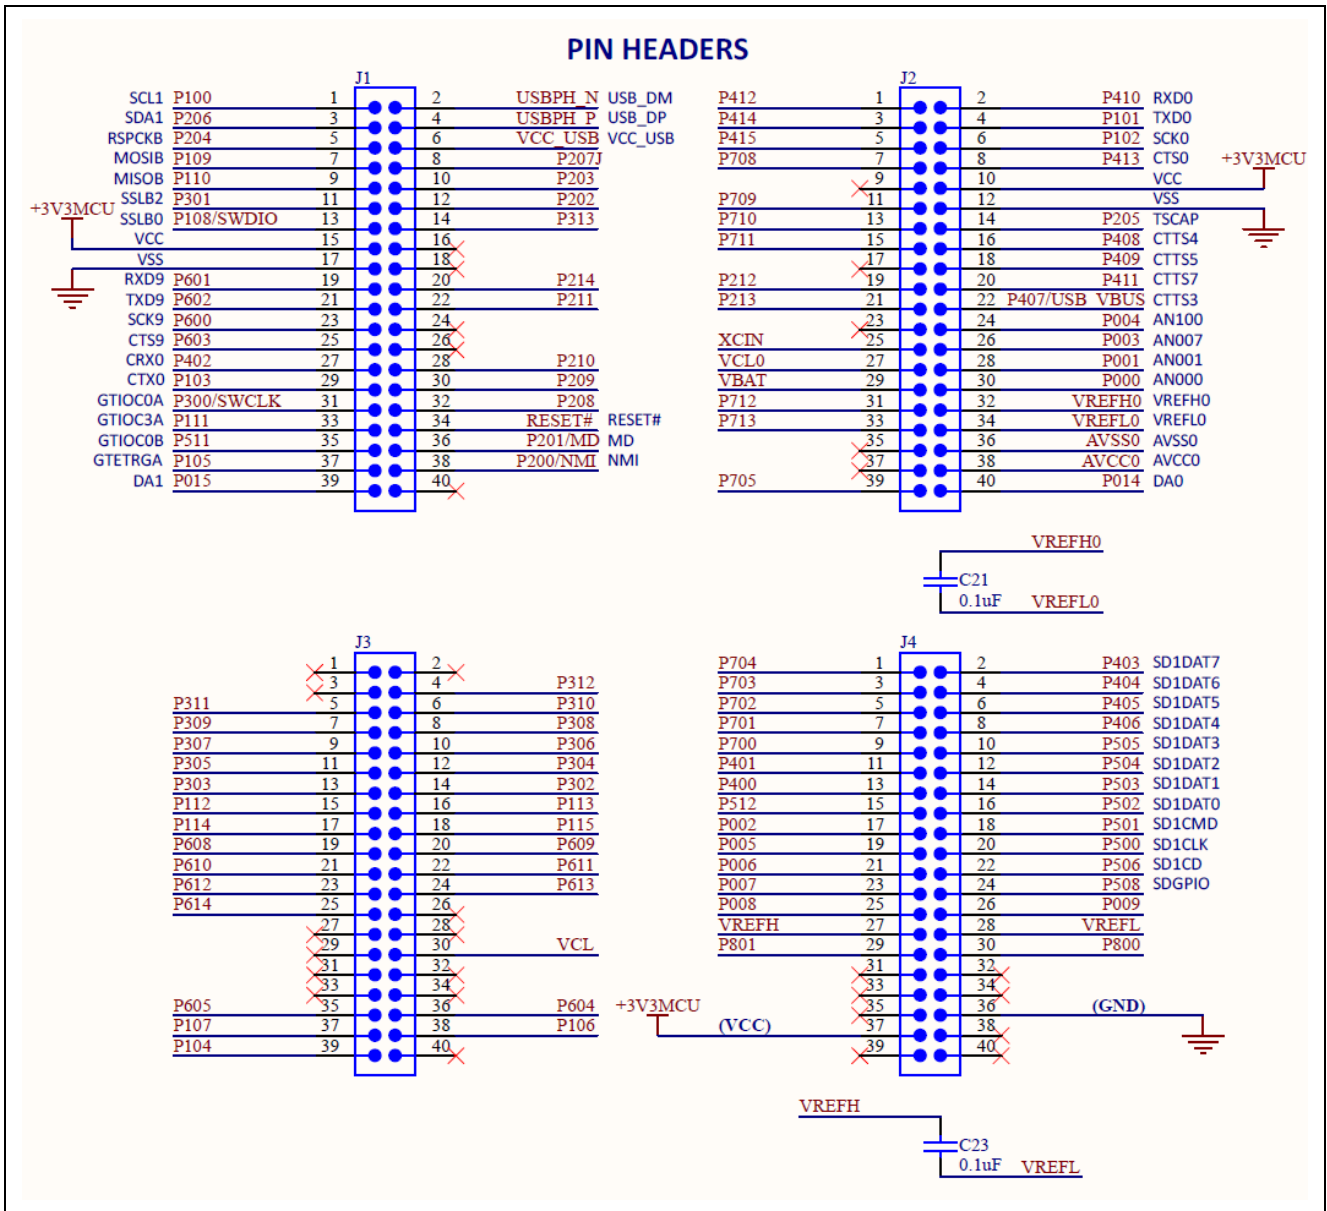 PIN HEADERS
J1 J2
SCL1 P100 1 2 USBPH_N USB_DM P412 1 2 P410 RXD0
SDA1 P206 3 4 USBPH_P USB_DP P414 3 4 P101 TXD0
RSPCKB P204 5 6 VCC_USB VCC_USB P415 5 6 P102 SCK0
MOSIB P109 7 8 P207J P708 7 8 P413 CTS0 +3V3MCU
MISOB P110 9 10 P203 9 10 VCC
SSLB2 P301 11 12 P202 P709 11 12 VSS
+3V3MCU SSLB0 P108/SWDIO 13 14 P313 P710 13 14 P205 TSCAP
VCC 15 16 P711 15 16 P408 CTTS4
VSS 17 18 17 18 P409 CTTS5
RXD9 P601 19 20 P214 P212 19 20 P411 CTTS7
TXD9 P602 21 22 P211 P213 21 22 P407/USB_VBUS CTTS3
SCK9 P600 23 24 23 24 P004 AN100
CTS9 P603 25 26 XCIN 25 26 P003 AN007
CRX0 P402 27 28 P210 VCL0 27 28 P001 AN001
CTX0 P103 29 30 P209 VBAT 29 30 P000 AN000
GTIOC0A P300/SWCLK 31 32 P208 P712 31 32 VREFH0 VREFH0
GTIOC3A P111 33 34 RESET# RESET# P713 33 34 VREFL0 VREFL0
GTIOC0B P511 35 36 P201/MD MD 35 36 AVSS0 AVSS0
GTETRGA P105 37 38 P200/NMI NMI 37 38 AVCC0 AVCC0
DA1 P015 39 40 P705 39 40 P014 DA0
VREFH0
C21
0.1uF VREFL0
J3 J4
1 2 P704 1 2 P403 SD1DAT7
3 4 P312 P703 3 4 P404 SD1DAT6
P311 5 6 P310 P702 5 6 P405 SD1DAT5
P309 7 8 P308 P701 7 8 P406 SD1DAT4
P307 9 10 P306 P700 9 10 P505 SD1DAT3
P305 11 12 P304 P401 11 12 P504 SD1DAT2
P303 13 14 P302 P400 13 14 P503 SD1DAT1
P112 15 16 P113 P512 15 16 P502 SD1DAT0
P114 17 18 P115 P002 17 18 P501 SD1CMD
P608 19 20 P609 P005 19 20 P500 SD1CLK
P610 21 22 P611 P006 21 22 P506 SD1CD
P612 23 24 P613 P007 23 24 P508 SDGPIO
P614 25 26 P008 25 26 P009
27 28 VREFH 27 28 VREFL
29 30 VCL P801 29 30 P800
31 32 31 32
33 34 33 34
P605 35 36 P604 +3V3MCU 35 36 (GND)
P107 37 38 P106 (VCC) 37 38
P104 39 40 39 40
VREFH
C23
0.1uF VREFL